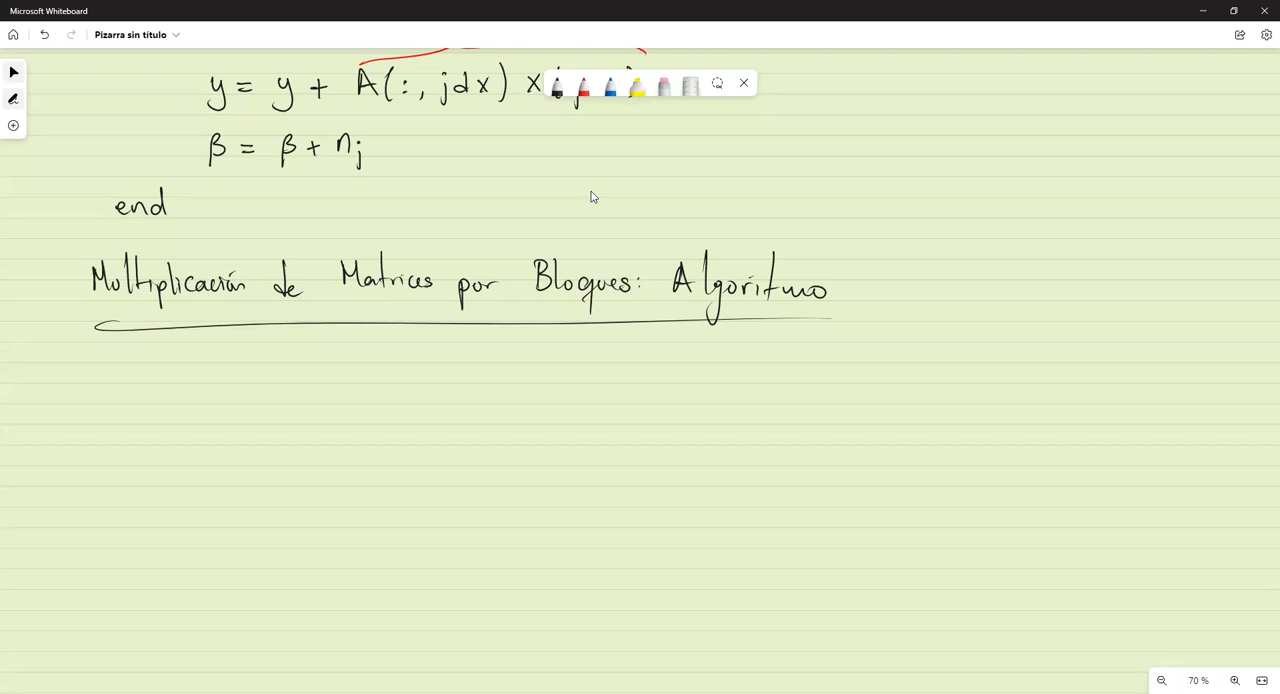 Microsoft Whiteboard
Pizarra sin título
y = y + A(:, jdx) x(
β = β + nj
end
Multiplicación de Matrices por Bloques: Algoritmo
70 %